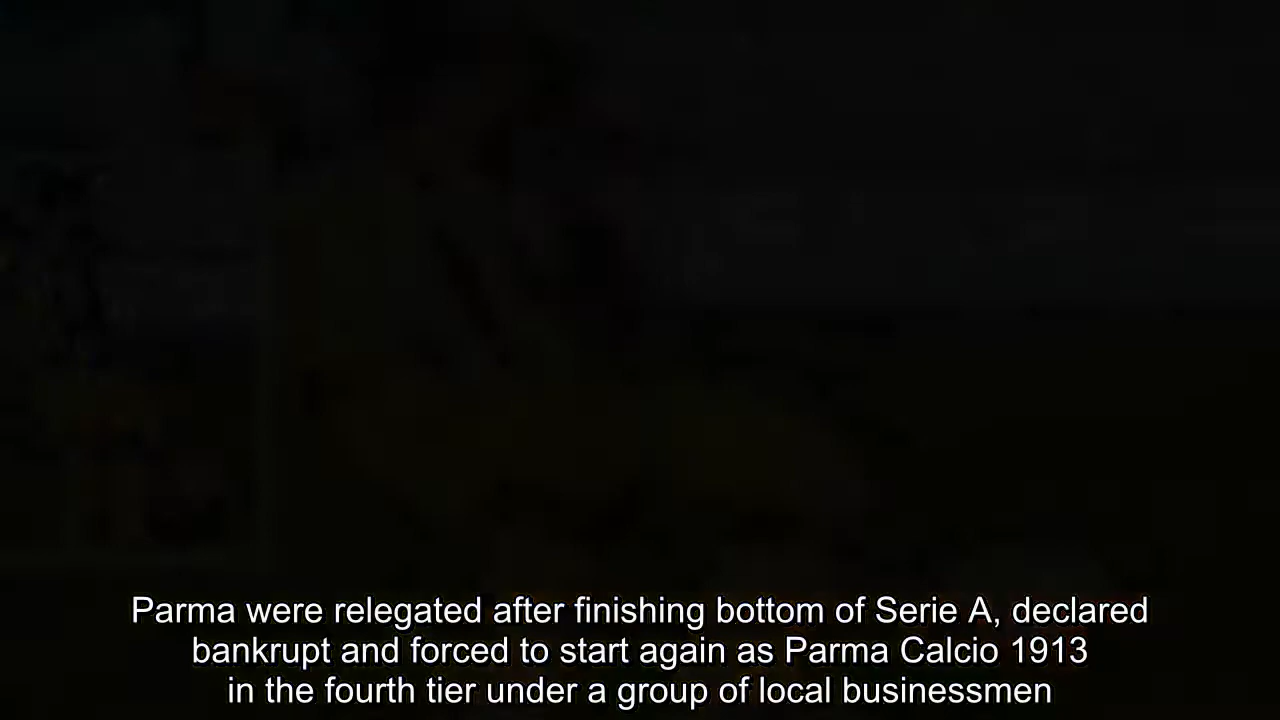 Parma were relegated after finishing bottom of Serie A, declared
bankrupt and forced to start again as Parma Calcio 1913
in the fourth tier under a group of local businessmen